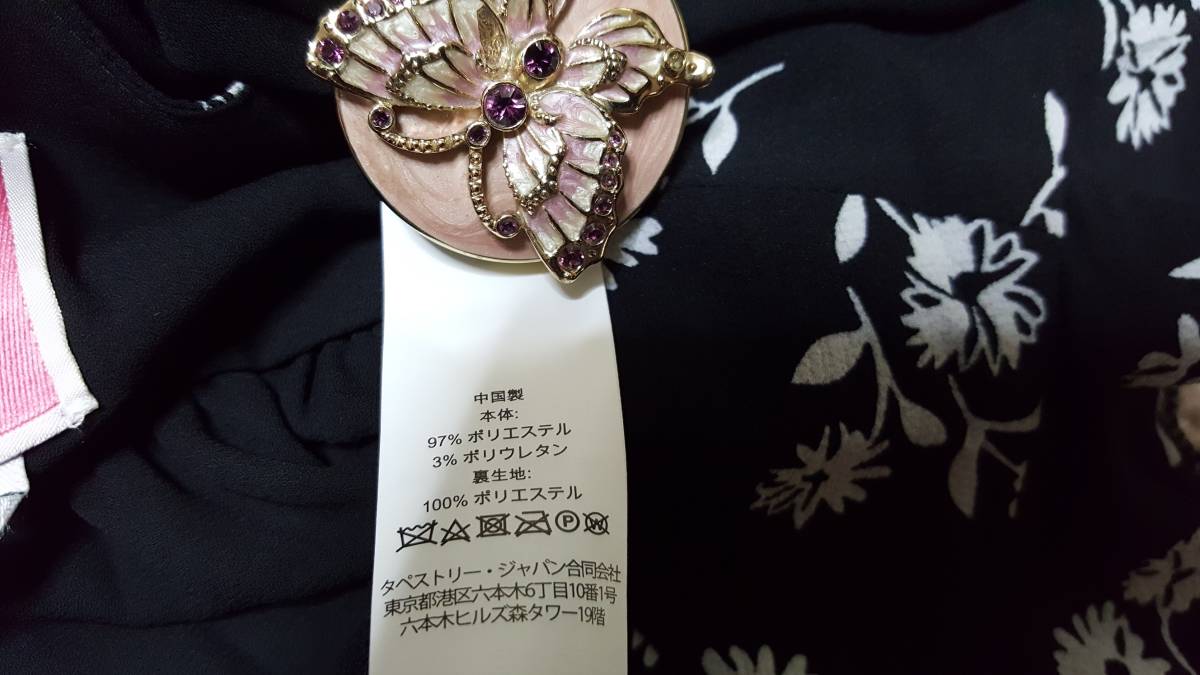 中国製
本体:
97% ポリエステル
3% ポリウレタン
裏生地:
100% ポリエステル
P W
タペストリー・ジャパン合同会社
東京都港区六本木6丁目10番1号
六本木ヒルズ森タワー19階